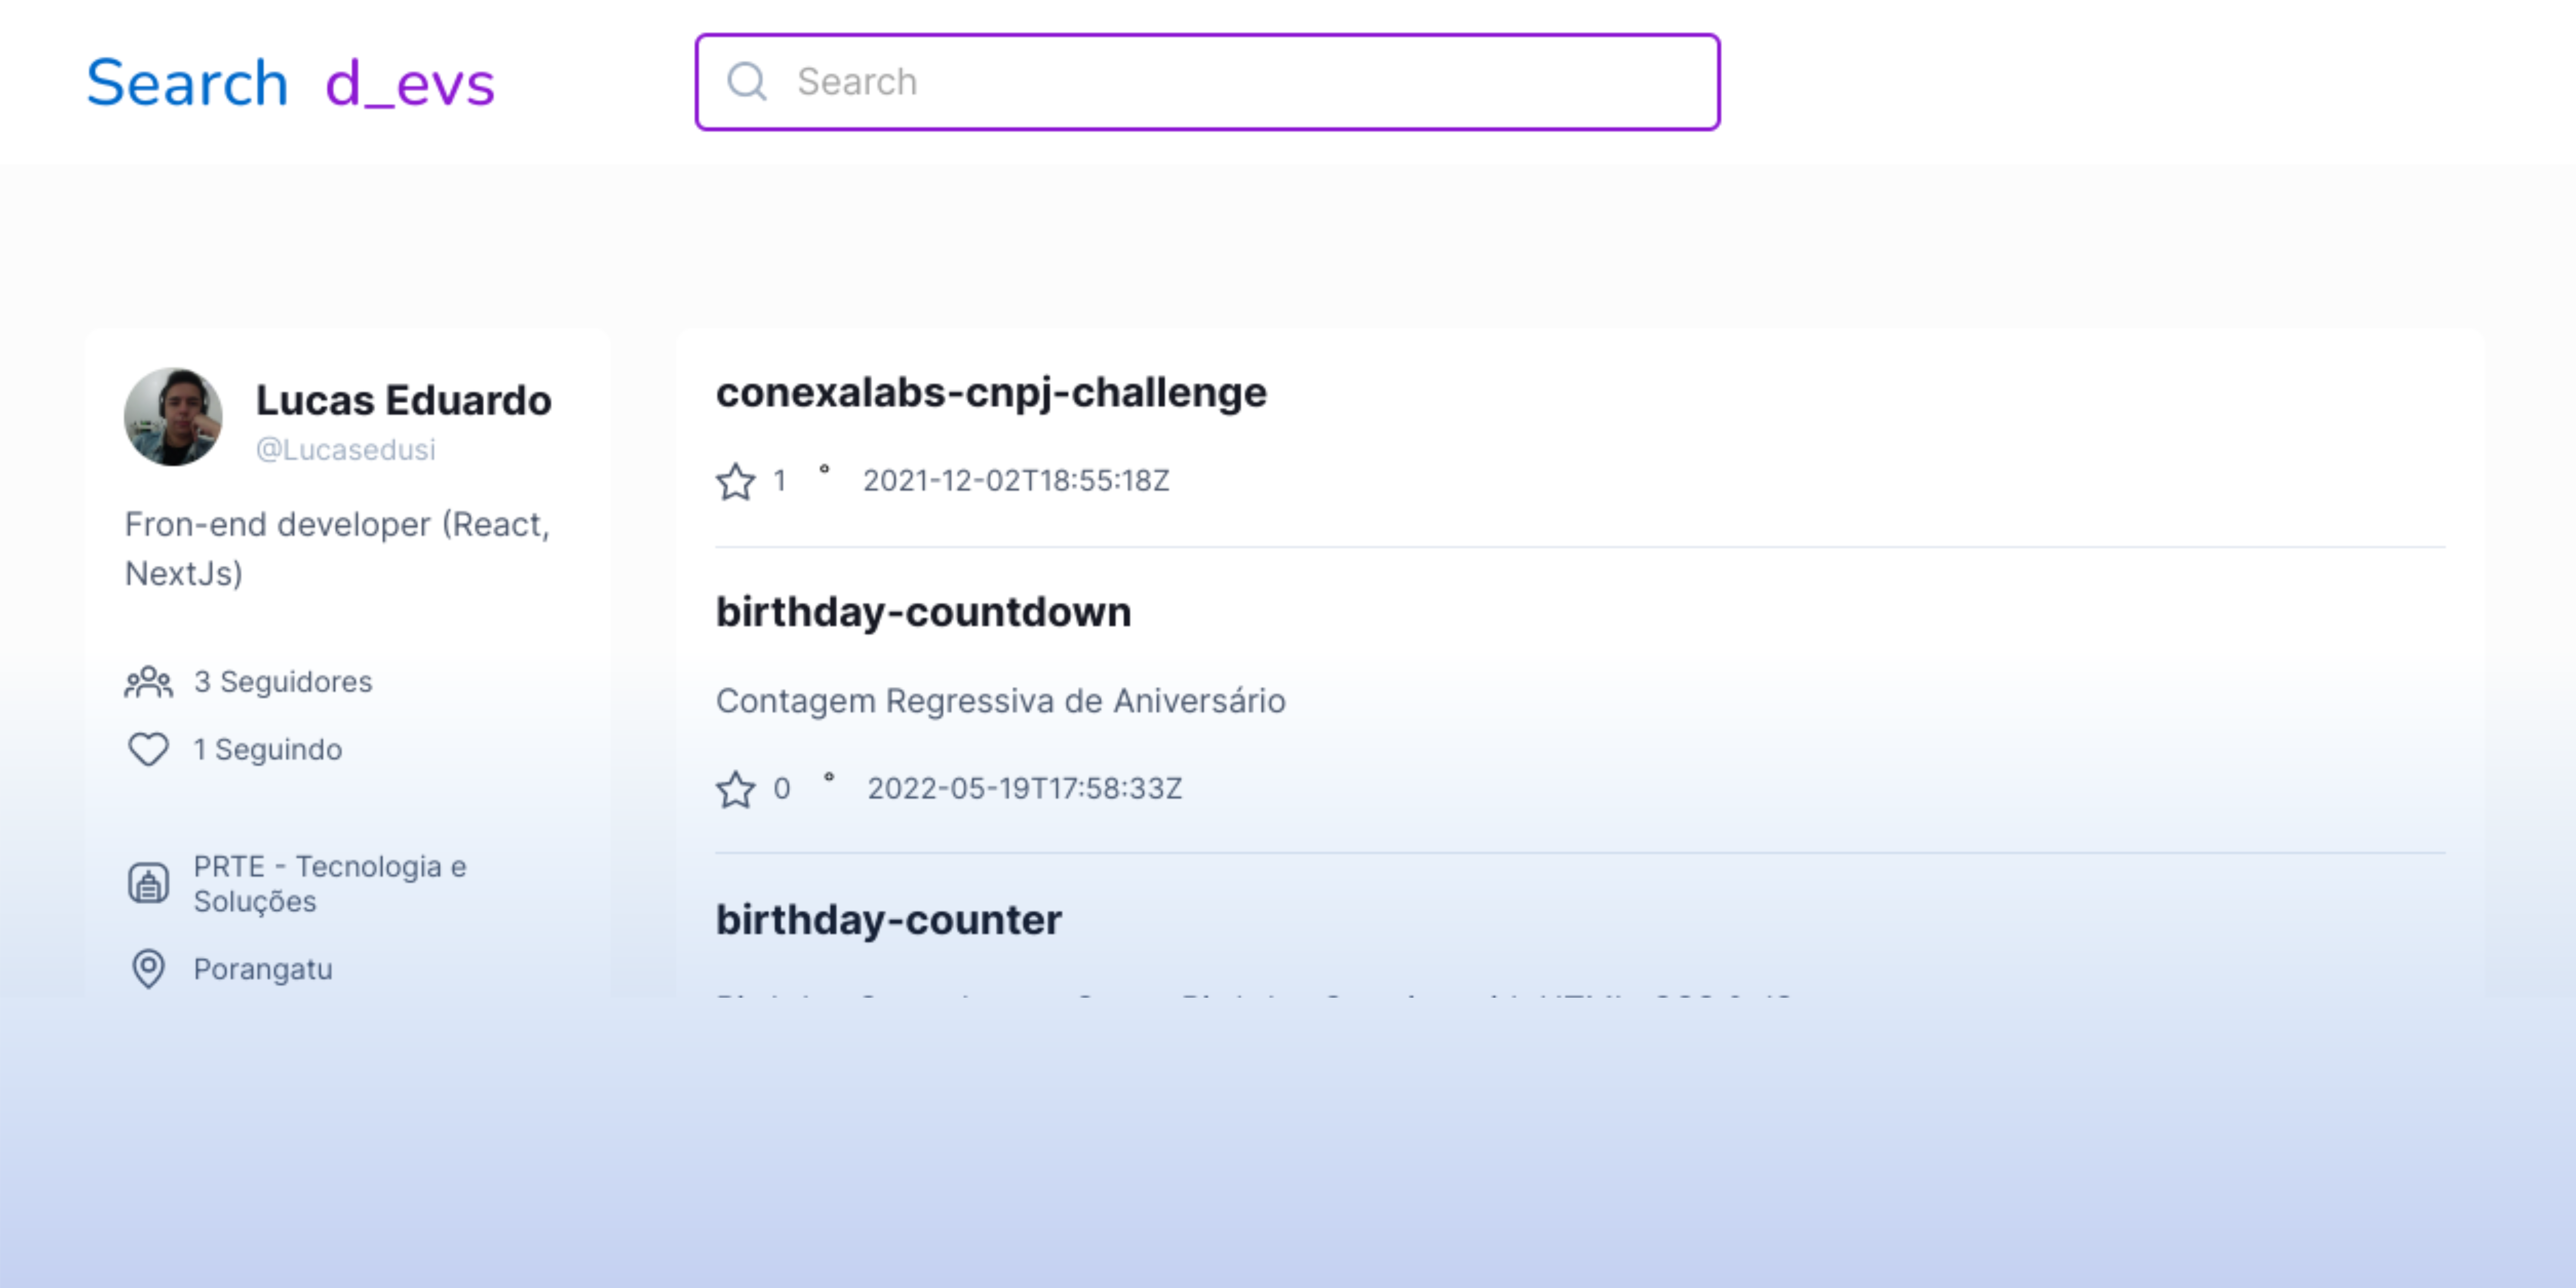 Search d_evs
Search
Lucas Eduardo
@Lucasedusi
Fron-end developer (React,
NextJs)
3 Seguidores
1 Seguindo
PRTE - Tecnologia e
Soluções
Porangatu
conexalabs-cnpj-challenge
1 ° 2021-12-02T18:55:18Z
birthday-countdown
Contagem Regressiva de Aniversário
0 ° 2022-05-19T17:58:33Z
birthday-counter